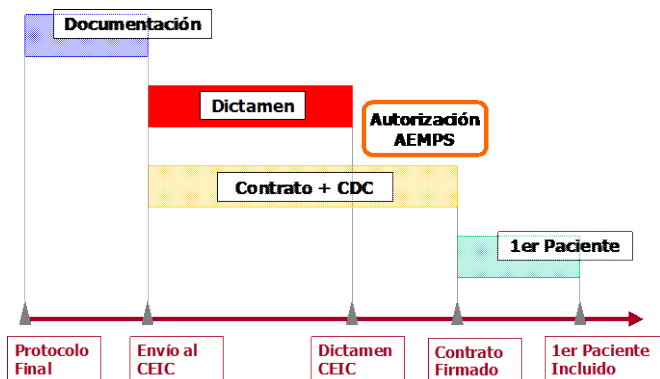 Documentación
Dictamen
Autorización
AEMPS
Contrato + CDC
1er Paciente
Protocolo
Final
Envío al
CEIC
Dictamen
CEIC
Contrato
Firmado
1er Paciente
Incluido